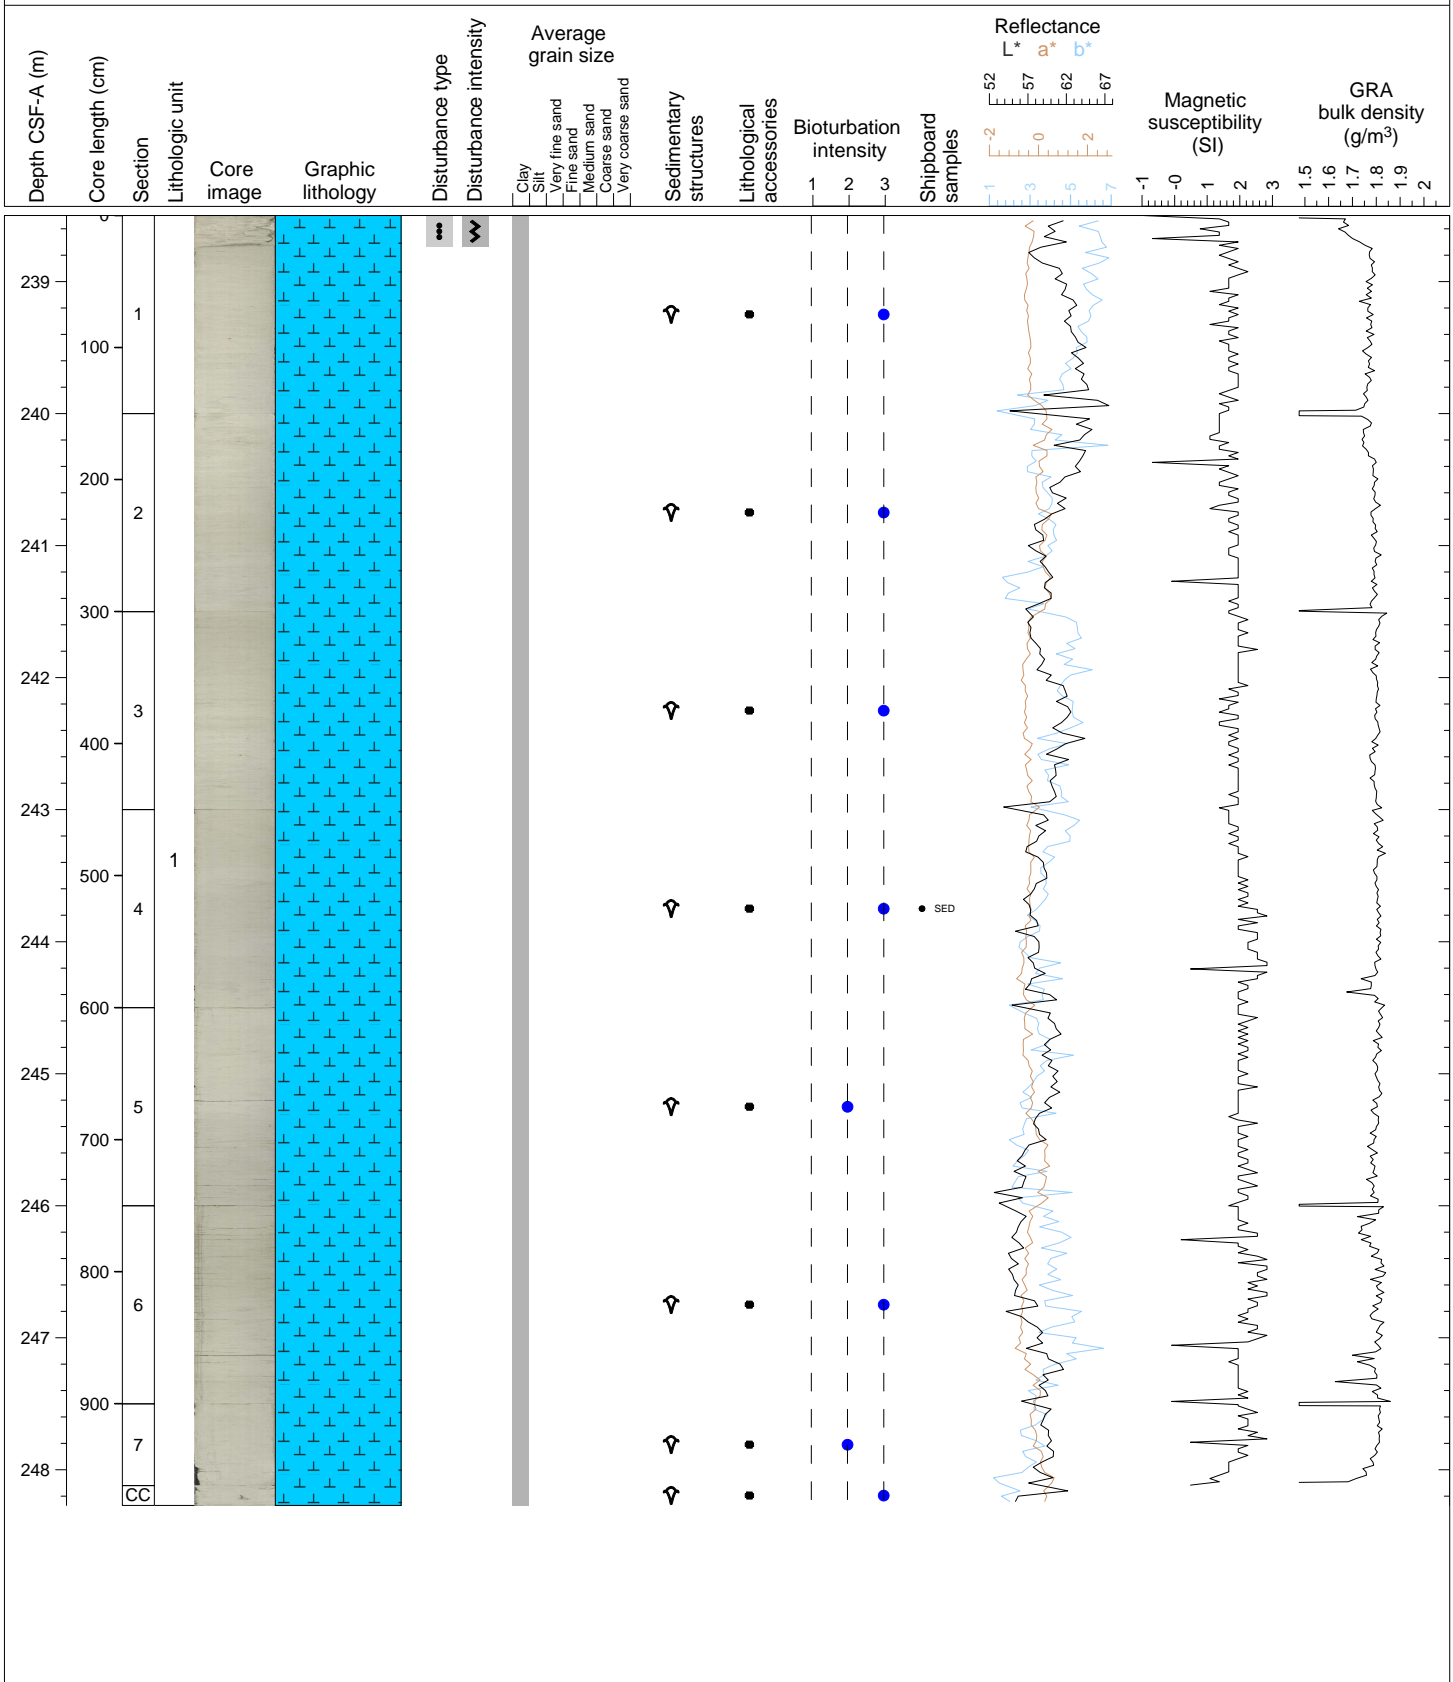 Depth CSF-A (m)
Core length (cm)
Section
Lithologic unit
Core
image
Graphic
lithology
Disturbance type
Disturbance intensity
Average
grain size
Clay
Silt
Very fine sand
Fine sand
Medium sand
Coarse sand
Very coarse sand
Sedimentary
structures
Lithological
accessories
Bioturbation
intensity
1 2 3
Shipboard
samples
Reflectance
L* a* b*
52 57 62 67
-2 0 2
1 3 5 7
Magnetic
susceptibility
(SI)
-1 -0 1 2 3
GRA
bulk density
(g/m³)
1.5 1.6 1.7 1.8 1.9 2
0
239
1
100
240
200
2
241
300
242
3
400
243
1
500
4
SED
244
600
245
5
700
246
800
6
247
900
7
248
CC